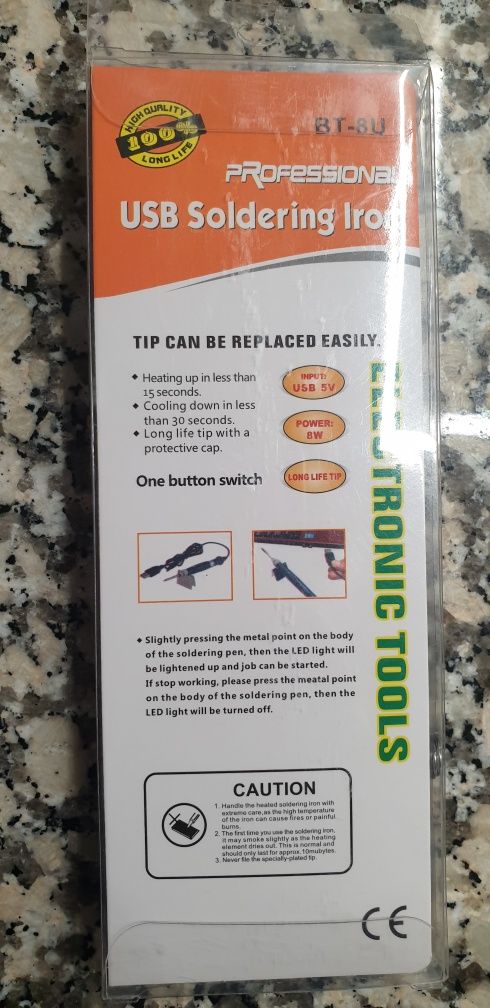 HIGH QUALITY
100%
LONG LIFE
BT-8U
PROFESSIONAL
USB Soldering Iron
TIP CAN BE REPLACED EASILY.
Heating up in less than
15 seconds.
Cooling down in less
than 30 seconds.
Long life tip with a
protective cap.
One button switch
INPUT:
USB 5V
POWER:
8W
LONG LIFE TIP
ELECTRONIC TOOLS
Slightly pressing the metal point on the body
of the soldering pen, then the LED light will
be lightened up and job can be started.
If stop working, please press the meatal point
on the body of the soldering pen, then the
LED light will be turned off.
CAUTION
1. Handle the heated soldering iron with
extreme care,as the high temperature
of the iron can cause fires or painful
burns.
2. The first time you use the soldering iron,
it may smoke slightly as the heating
element dries out. This is normal and
should only last for approx.10mubytes.
3. Never file the specially-plated tip.
CE